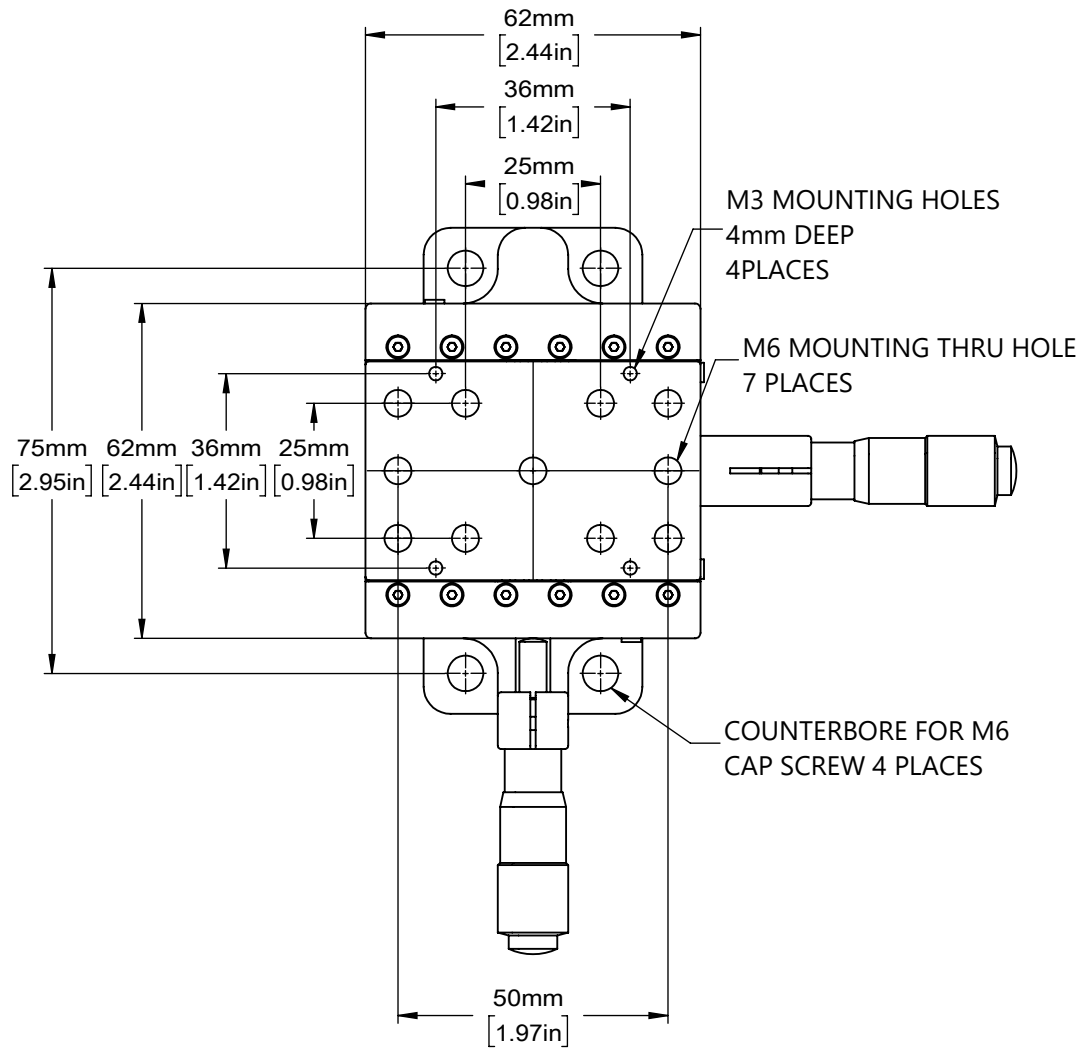 62mm
[2.44in]
36mm
[1.42in]
25mm
[0.98in]
M3 MOUNTING HOLES
4mm DEEP
4PLACES
M6 MOUNTING THRU HOLE
7 PLACES
75mm
[2.95in]
62mm
[2.44in]
36mm
[1.42in]
25mm
[0.98in]
COUNTERBORE FOR M6
CAP SCREW 4 PLACES
50mm
[1.97in]